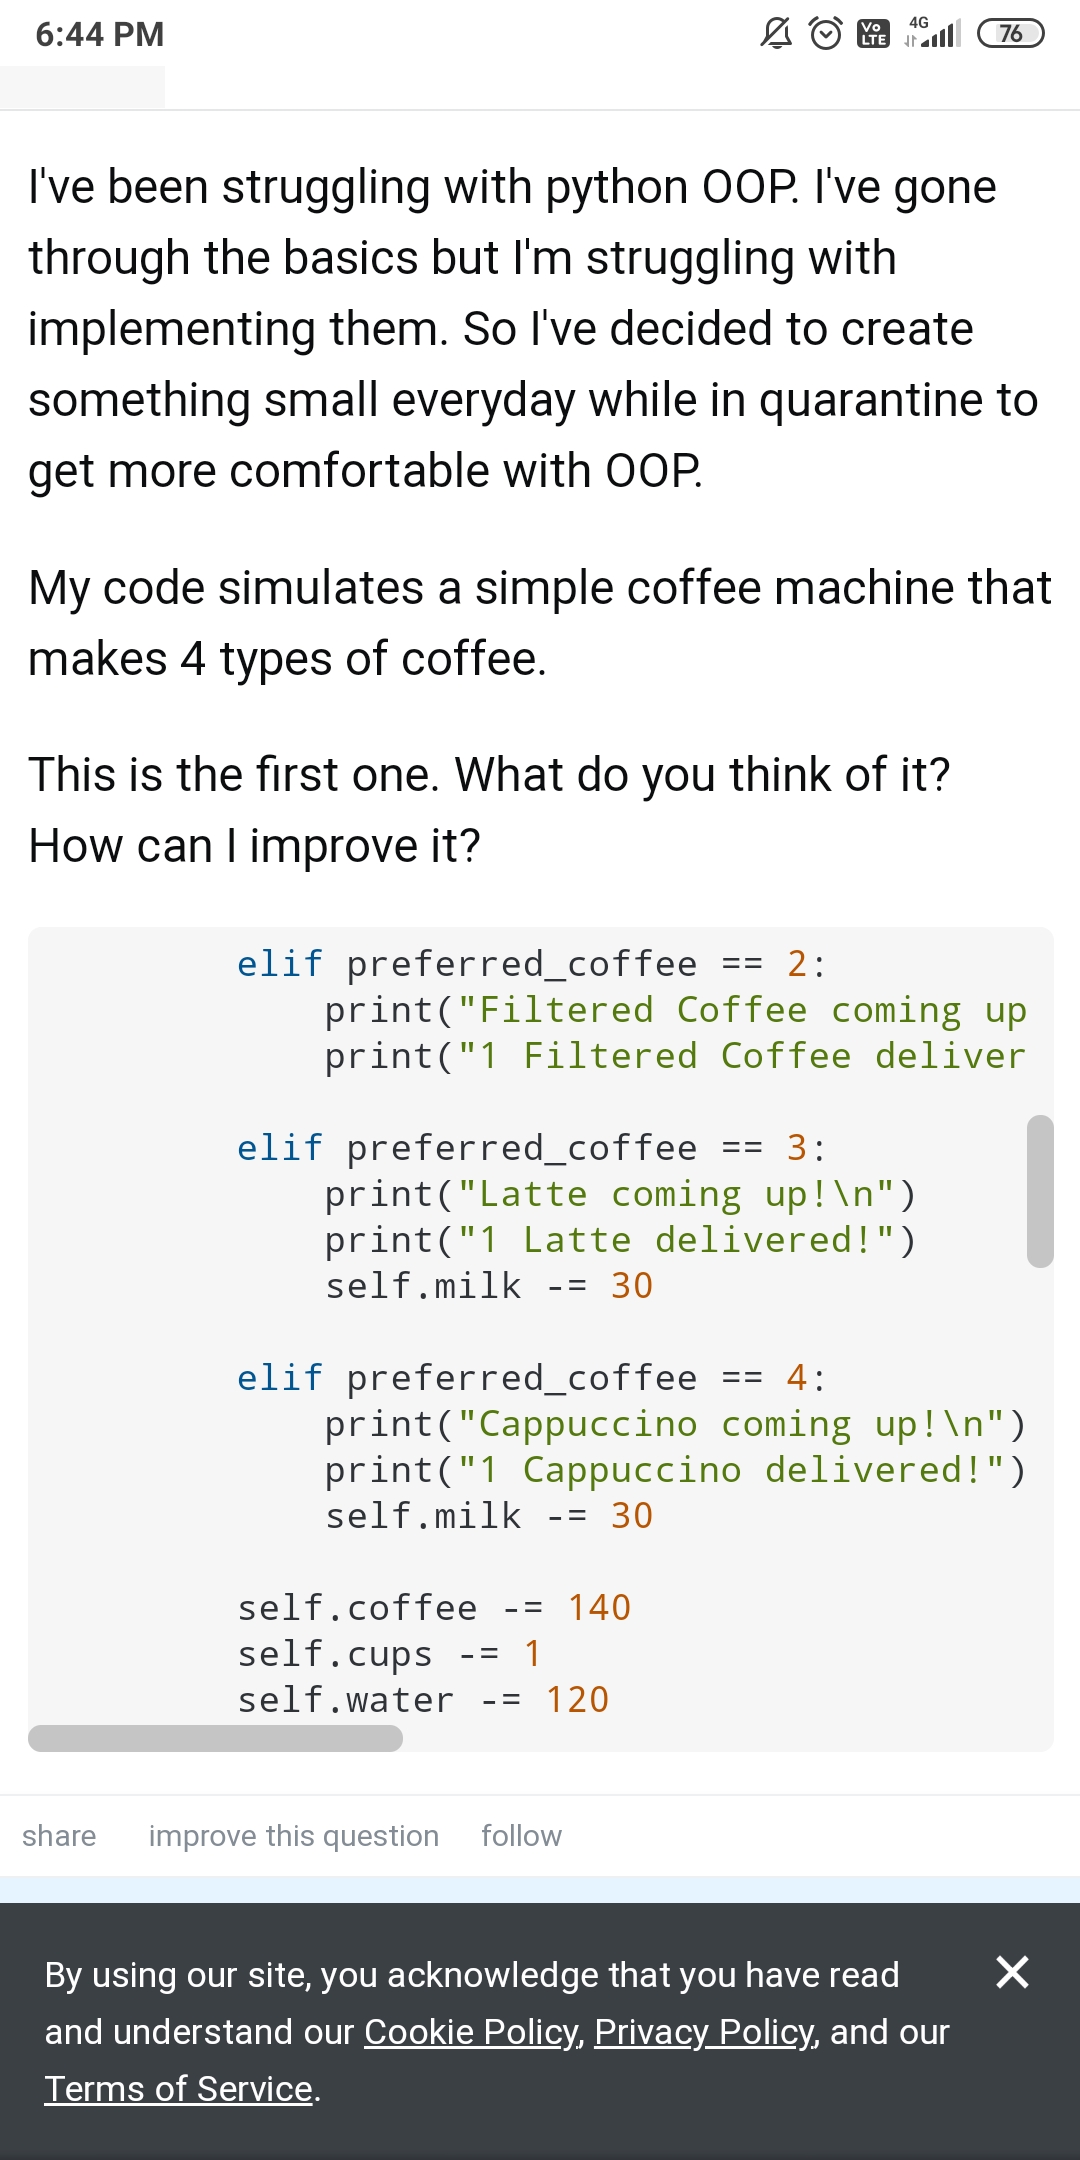 6:44 PM
Vo
LTE
4G
76
I've been struggling with python OOP. I've gone
through the basics but I'm struggling with
implementing them. So I've decided to create
something small everyday while in quarantine to
get more comfortable with OOP.
My code simulates a simple coffee machine that
makes 4 types of coffee.
This is the first one. What do you think of it?
How can I improve it?
elif preferred_coffee == 2:
    print("Filtered Coffee coming up
    print("1 Filtered Coffee deliver
elif preferred_coffee == 3:
    print("Latte coming up!\n")
    print("1 Latte delivered!")
    self.milk -= 30
elif preferred_coffee == 4:
    print("Cappuccino coming up!\n")
    print("1 Cappuccino delivered!")
    self.milk -= 30
self.coffee -= 140
self.cups -= 1
self.water -= 120
share improve this question follow
By using our site, you acknowledge that you have read
and understand our Cookie Policy, Privacy Policy, and our
Terms of Service.